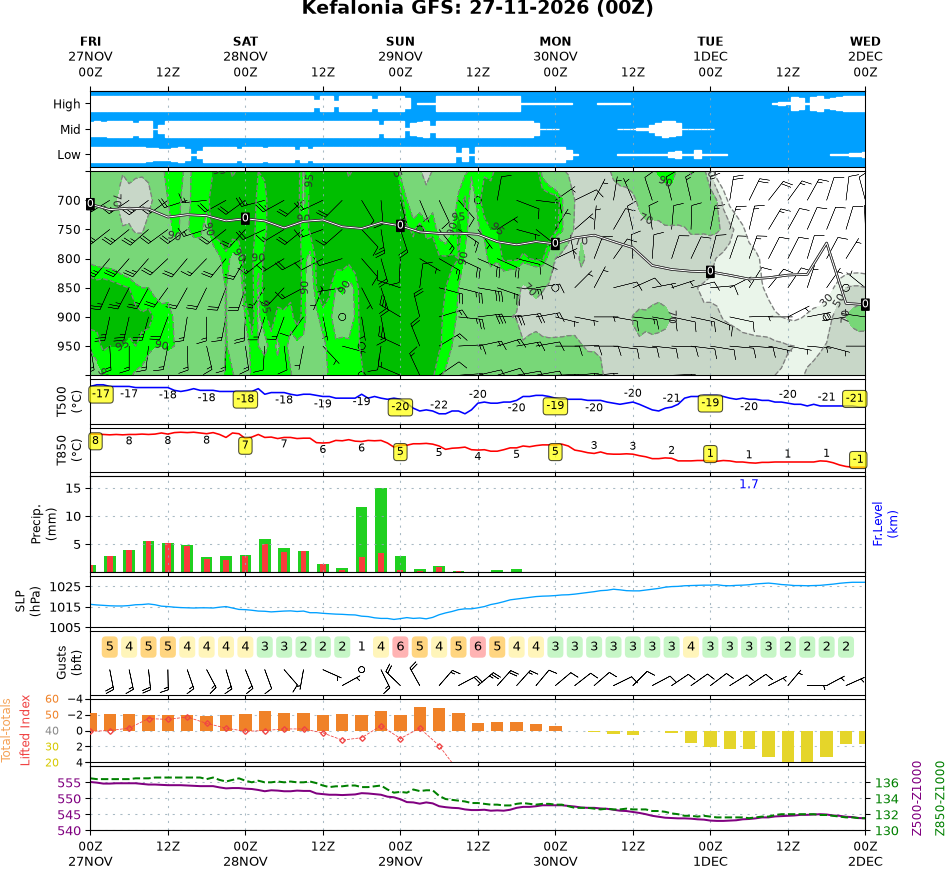 Kefalonia GFS: 27-11-2026 (00Z)
FRI SAT SUN MON TUE WED
27NOV 28NOV 29NOV 30NOV 1DEC 2DEC
00Z 12Z 00Z 12Z 00Z 12Z 00Z 12Z 00Z 12Z 00Z
High
Mid
Low
700
750
800
850
900
950
0 0 0 0 0 0
T500 (°C)
-17 -17 -18 -18 -18 -18 -19 -19 -20 -22 -20 -20 -19 -20 -20 -21 -19 -20 -20 -21 -21
T850 (°C)
8 8 8 8 7 7 6 6 5 5 4 5 5 3 3 2 1 1 1 1 -1
Precip. (mm)
15
10
5
1.7
Fr.Level (km)
SLP (hPa)
1025
1015
1005
Gusts (bft)
5 4 5 5 4 4 4 4 3 3 2 2 2 1 4 6 5 4 5 6 5 4 4 3 3 3 3 3 3 3 4 3 3 3 3 2 2 2 2
Total-totals
Lifted Index
60 −4
50 −2
40 0
30 2
20 4
555 136
550 134
545 132
540 130
Z500-Z1000
Z850-Z1000
00Z 12Z 00Z 12Z 00Z 12Z 00Z 12Z 00Z 12Z 00Z
27NOV 28NOV 29NOV 30NOV 1DEC 2DEC